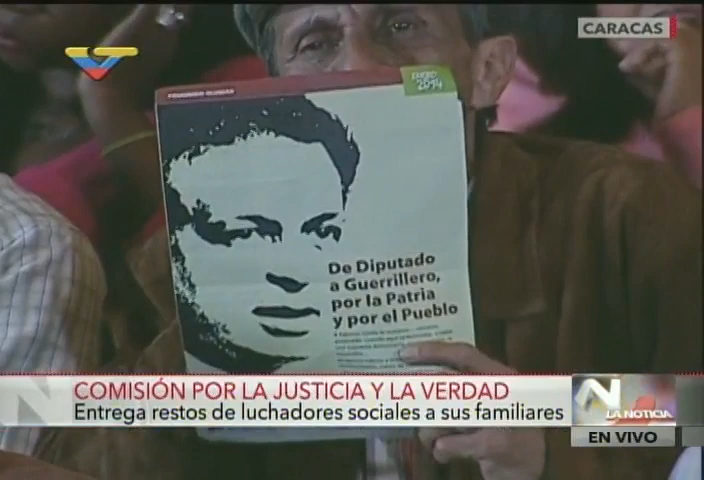 CARACAS
ENERO
2014
De Diputado
a Guerrillero,
por la Patria
y por el Pueblo
COMISIÓN POR LA JUSTICIA Y LA VERDAD
Entrega restos de luchadores sociales a sus familiares
LA NOTICIA
EN VIVO